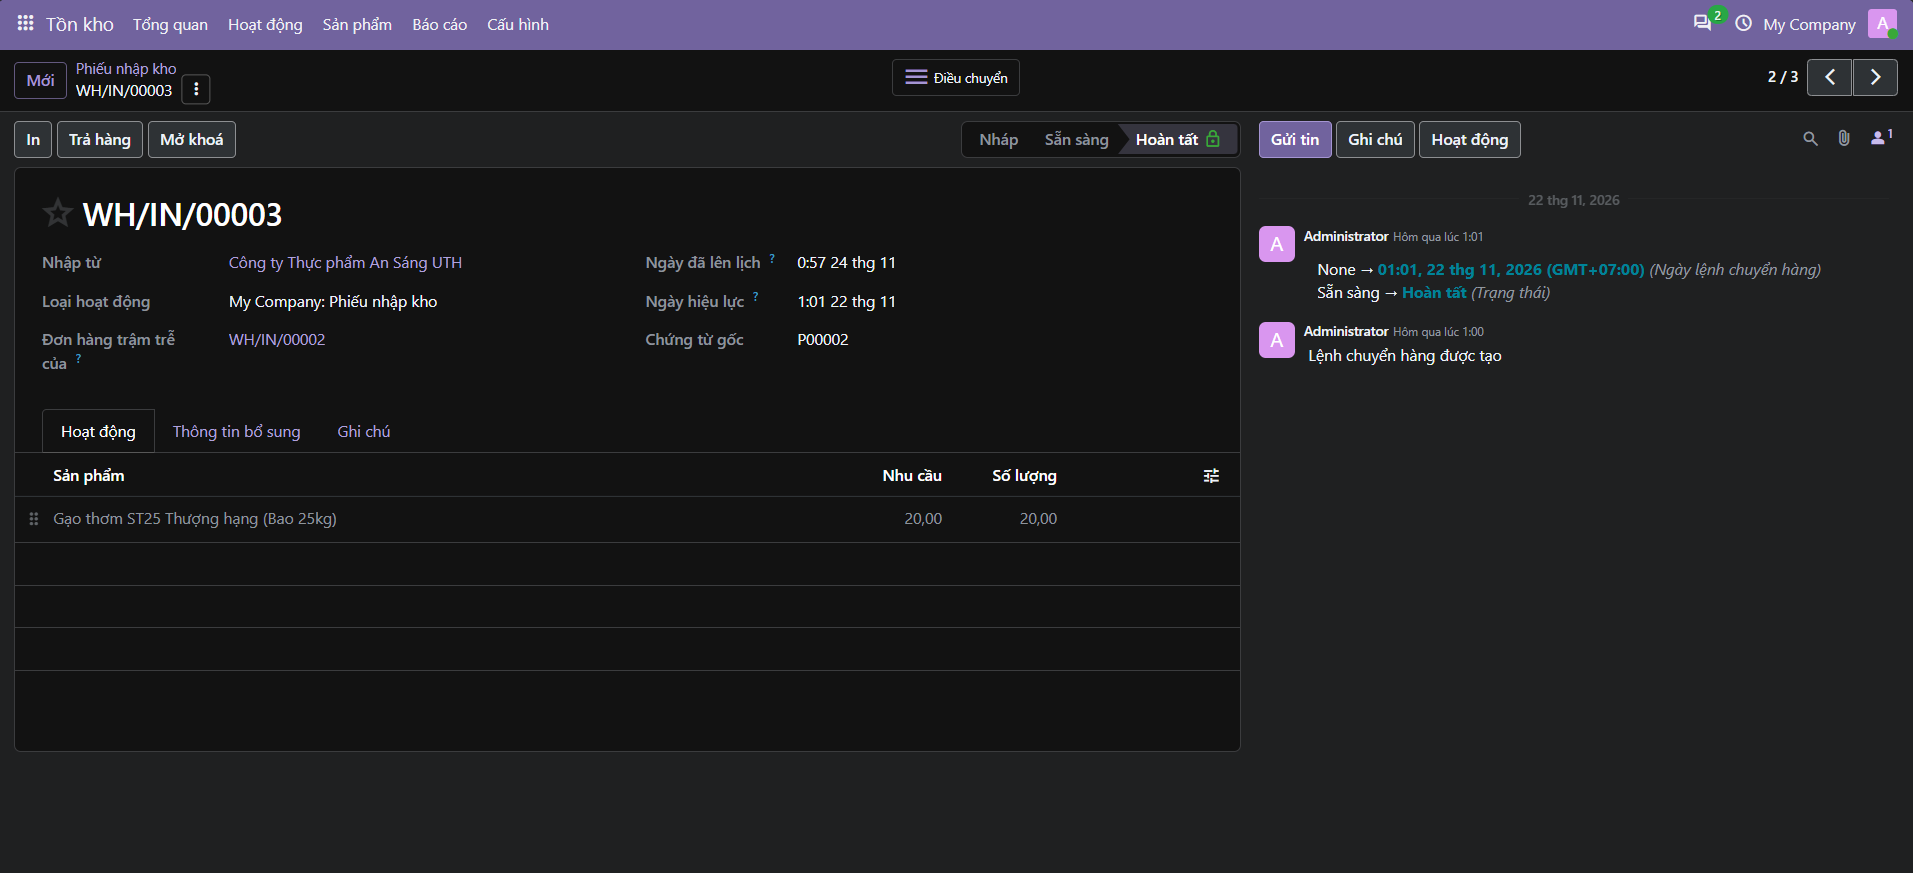 Tồn kho Tổng quan Hoạt động Sản phẩm Báo cáo Cấu hình 2 My Company A
Mới Phiếu nhập kho
WH/IN/00003
Điều chuyển
2 / 3
In Trả hàng Mở khoá
Nháp Sẵn sàng Hoàn tất
Gửi tin Ghi chú Hoạt động 1
WH/IN/00003
Nhập từ Công ty Thực phẩm An Sáng UTH
Ngày đã lên lịch ? 0:57 24 thg 11
Loại hoạt động My Company: Phiếu nhập kho
Ngày hiệu lực ? 1:01 22 thg 11
Đơn hàng trậm trễ của ? WH/IN/00002
Chứng từ gốc P00002
Hoạt động Thông tin bổ sung Ghi chú
Sản phẩm Nhu cầu Số lượng
Gạo thơm ST25 Thượng hạng (Bao 25kg) 20,00 20,00
22 thg 11, 2026
A Administrator Hôm qua lúc 1:01
None → 01:01, 22 thg 11, 2026 (GMT+07:00) (Ngày lệnh chuyển hàng)
Sẵn sàng → Hoàn tất (Trạng thái)
A Administrator Hôm qua lúc 1:00
Lệnh chuyển hàng được tạo